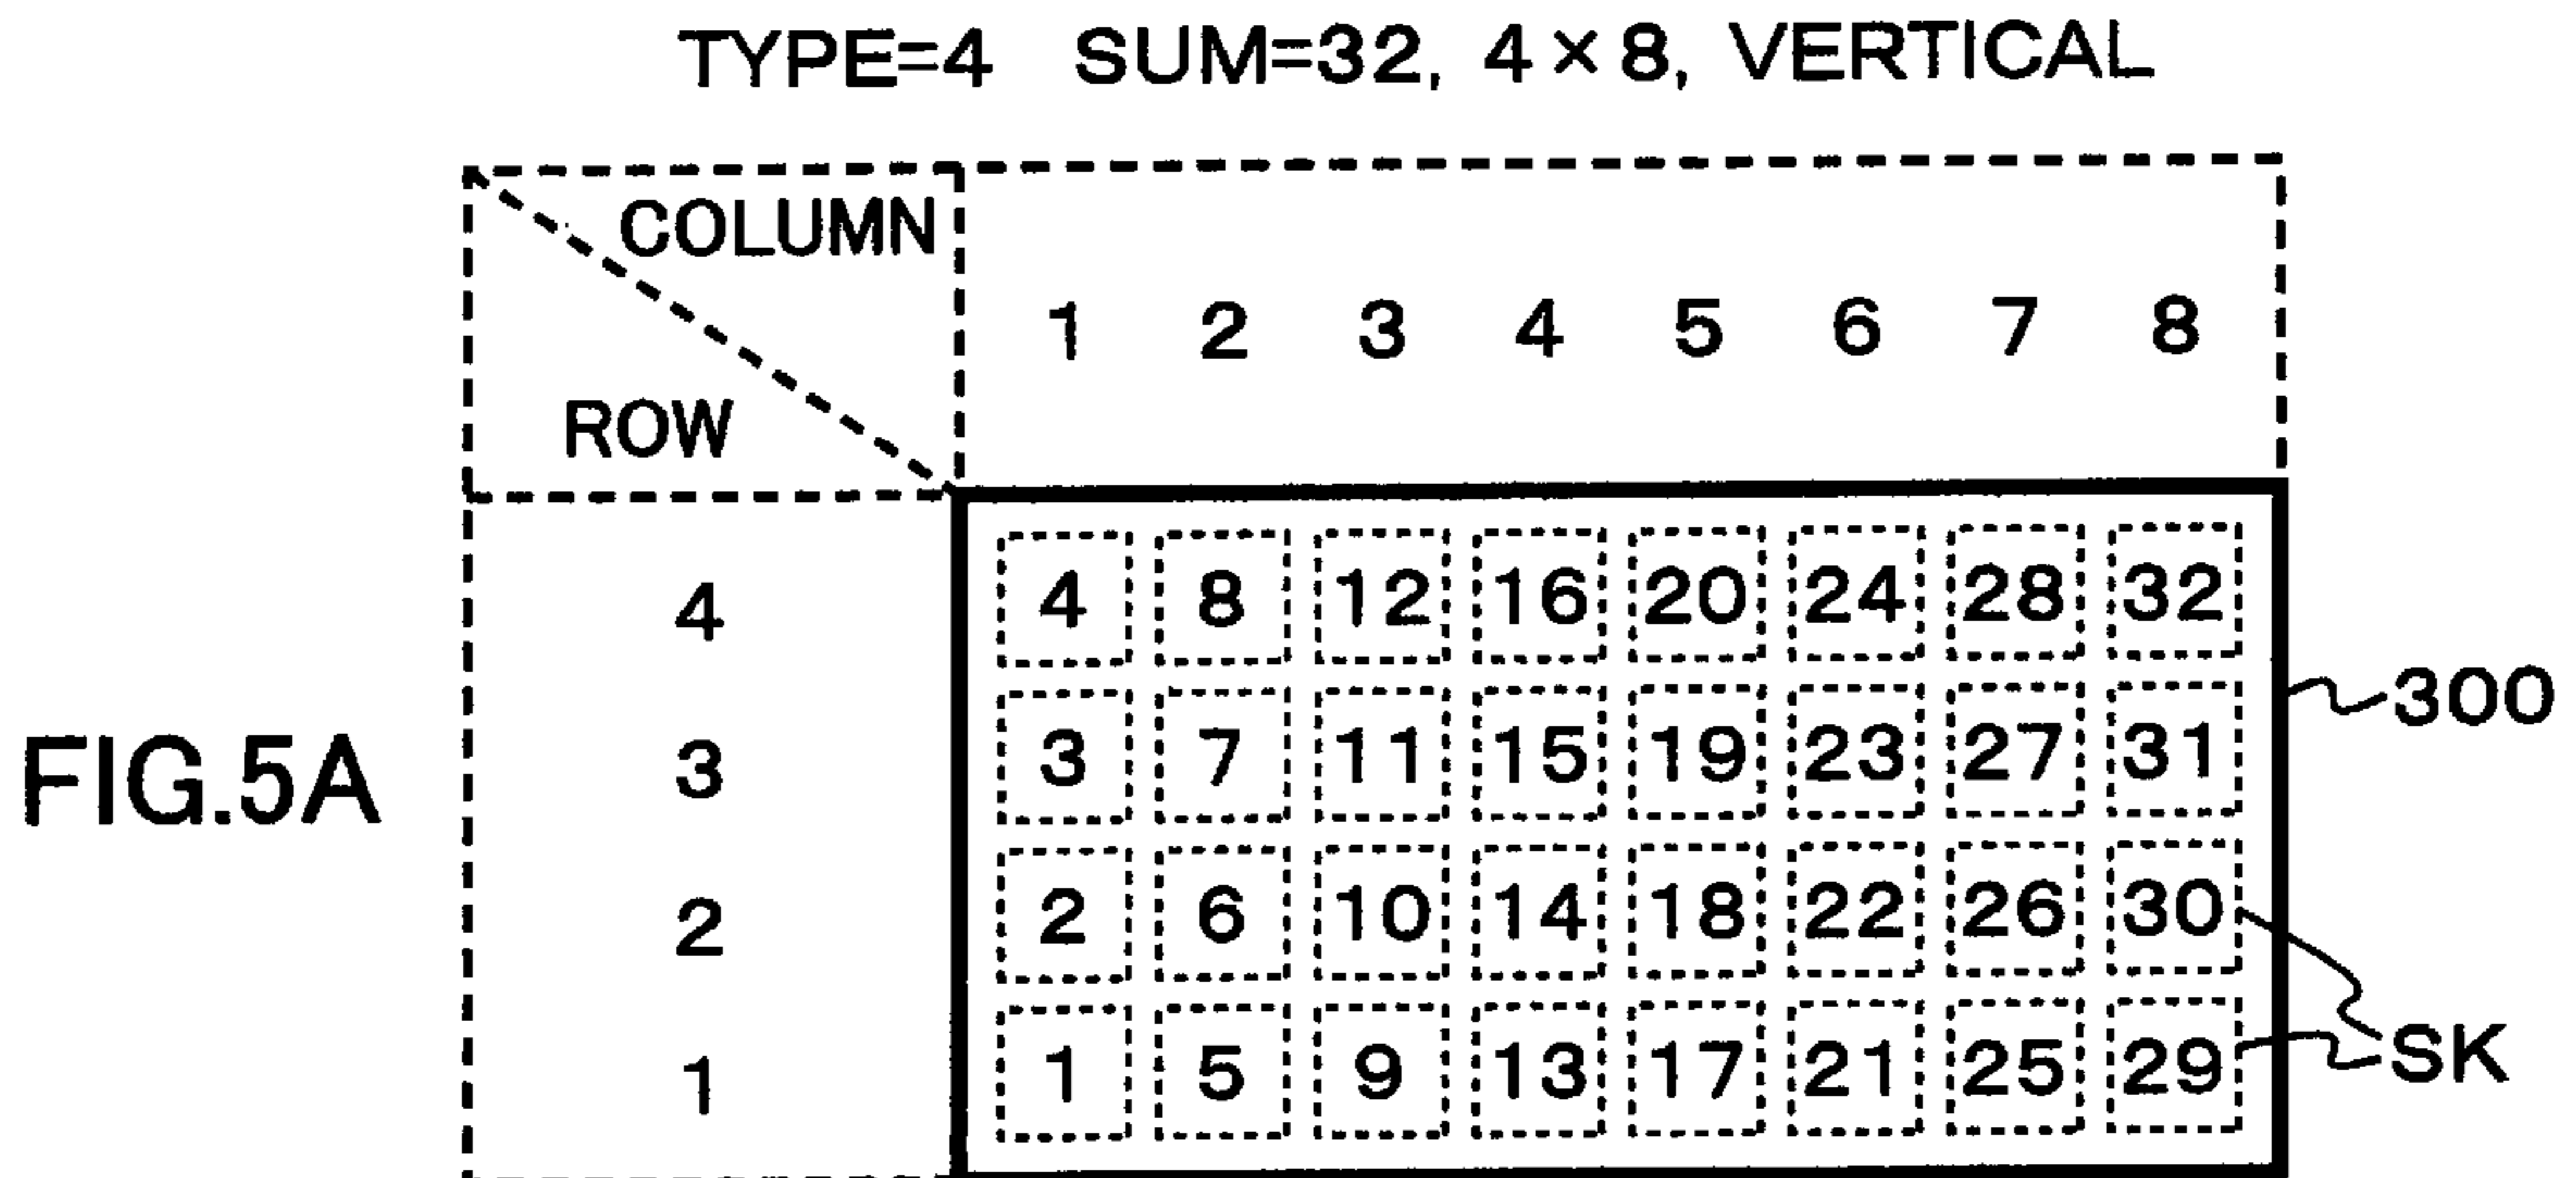 TYPE=4 SUM=32, 4×8, VERTICAL
COLUMN
ROW
1 2 3 4 5 6 7 8
4 4 8 12 16 20 24 28 32
300
3 3 7 11 15 19 23 27 31
FIG.5A
2 2 6 10 14 18 22 26 30
1 1 5 9 13 17 21 25 29
SK